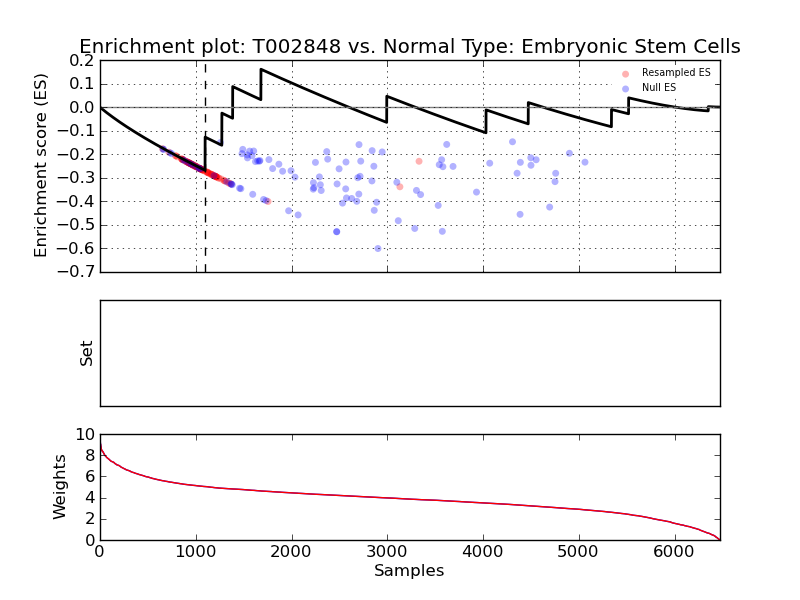 Enrichment plot: T002848 vs. Normal Type: Embryonic Stem Cells
0.2
0.1
0.0
−0.1
−0.2
−0.3
−0.4
−0.5
−0.6
−0.7
Enrichment score (ES)
Resampled ES
Null ES
Set
10
8
6
4
2
0
Weights
0 1000 2000 3000 4000 5000 6000
Samples